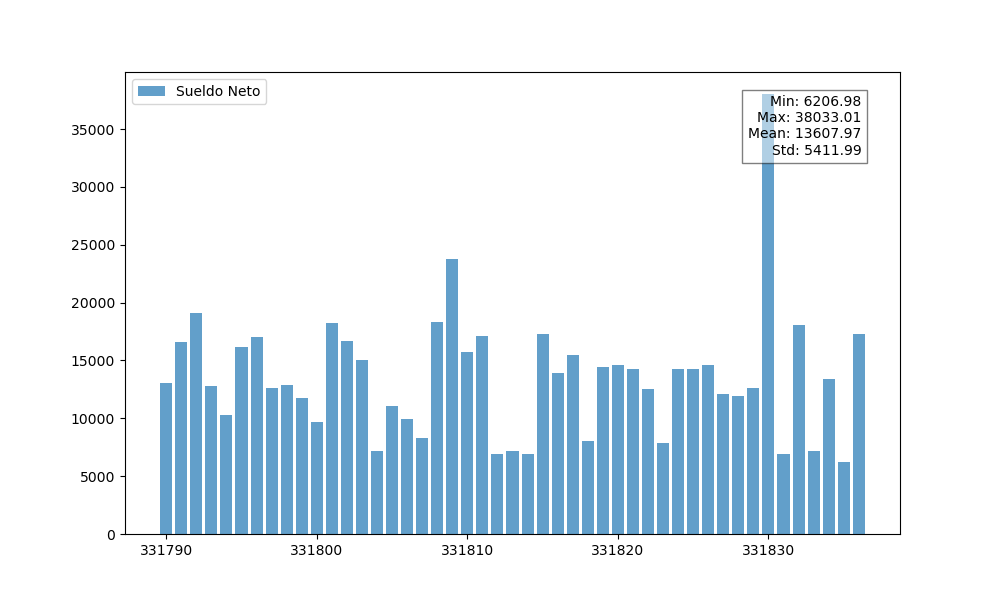 Sueldo Neto
Min: 6206.98
Max: 38033.01
Mean: 13607.97
Std: 5411.99
35000
30000
25000
20000
15000
10000
5000
0
331790 331800 331810 331820 331830